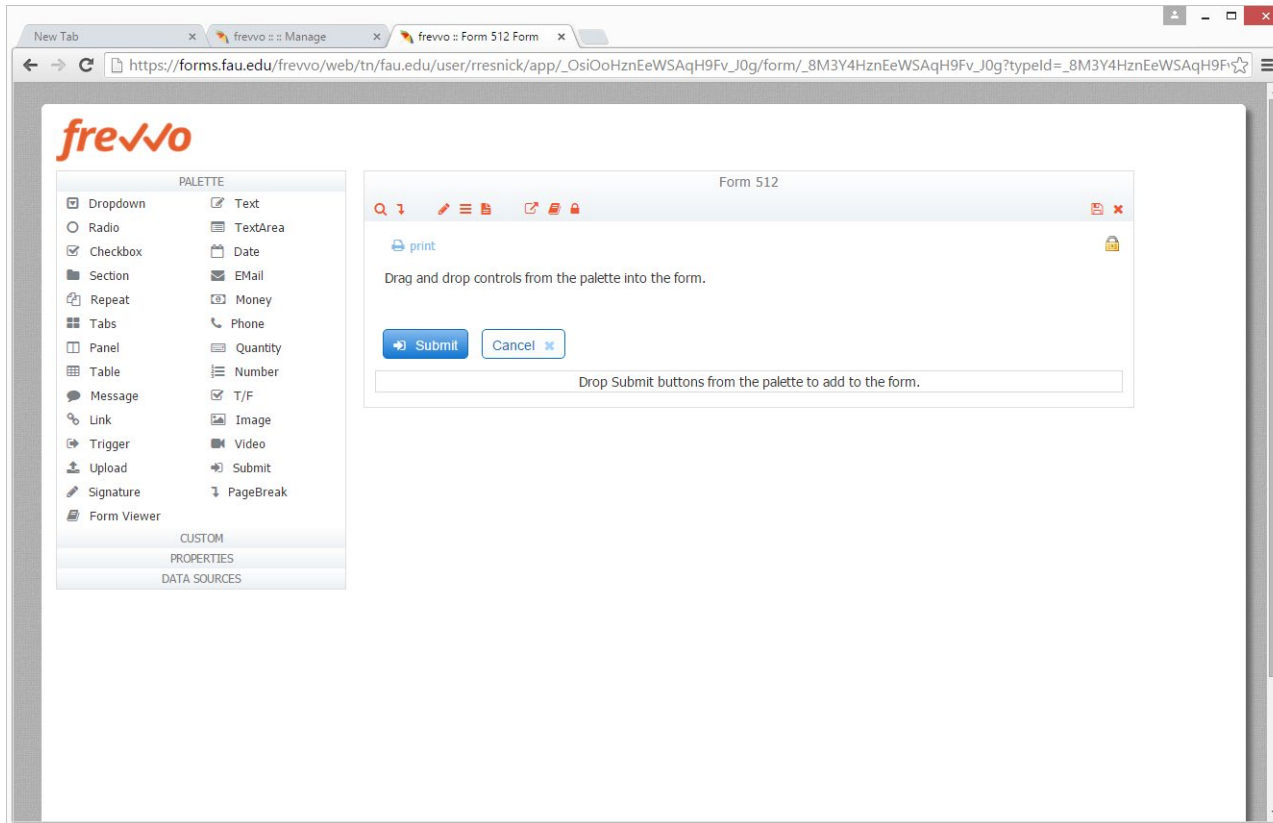 New Tab
frevvo :: :: Manage
frevvo :: Form 512 Form
https://forms.fau.edu/frevvo/web/tn/fau.edu/user/rresnick/app/_OsiOoHznEeWSAqH9Fv_J0g/form/_8M3Y4HznEeWSAqH9Fv_J0g?typeId=_8M3Y4HznEeWSAqH9F
frevvo
PALETTE
Dropdown Text
Radio TextArea
Checkbox Date
Section EMail
Repeat Money
Tabs Phone
Panel Quantity
Table Number
Message T/F
Link Image
Trigger Video
Upload Submit
Signature PageBreak
Form Viewer
CUSTOM
PROPERTIES
DATA SOURCES
Form 512
print
Drag and drop controls from the palette into the form.
Submit Cancel
Drop Submit buttons from the palette to add to the form.